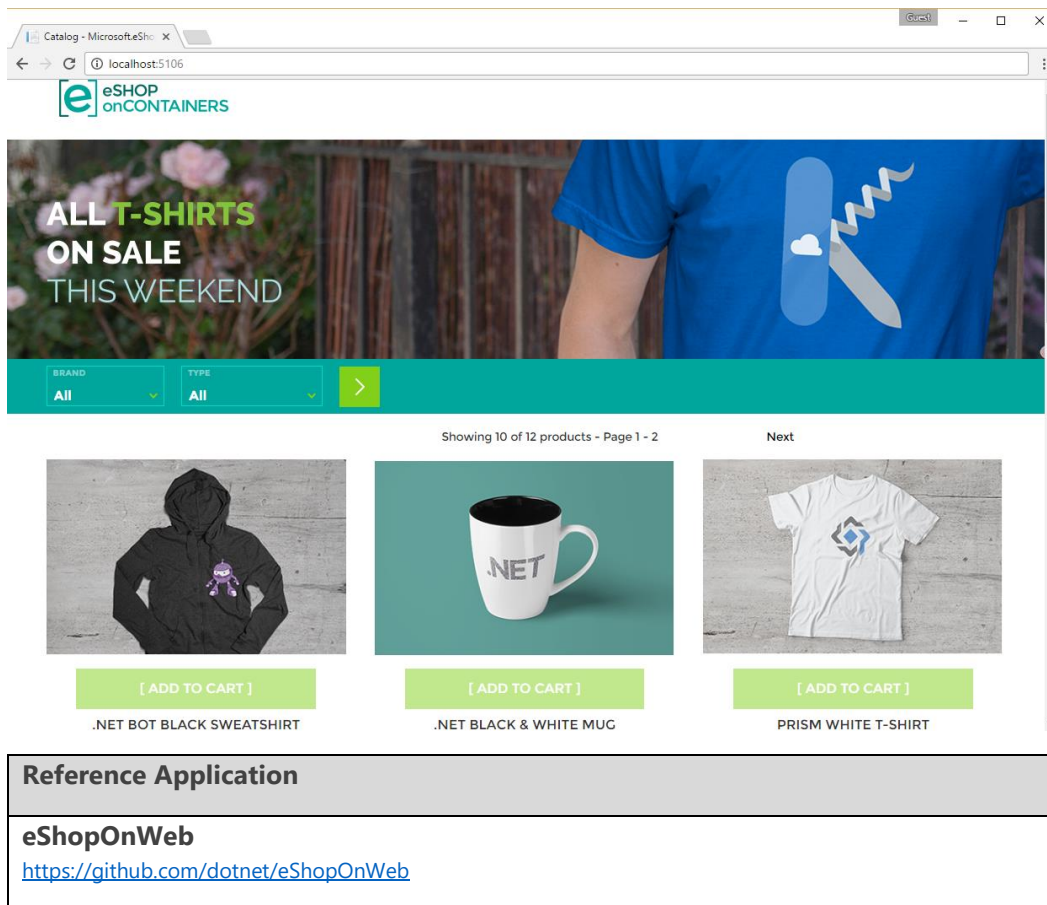 Guest
Catalog - Microsoft.eSho
localhost:5106
eSHOP
onCONTAINERS
ALL T-SHIRTS
ON SALE
THIS WEEKEND
BRAND
TYPE
All
All
Showing 10 of 12 products - Page 1 - 2
Next
.NET
[ ADD TO CART ]
[ ADD TO CART ]
[ ADD TO CART ]
.NET BOT BLACK SWEATSHIRT
.NET BLACK & WHITE MUG
PRISM WHITE T-SHIRT
Reference Application
eShopOnWeb
https://github.com/dotnet/eShopOnWeb